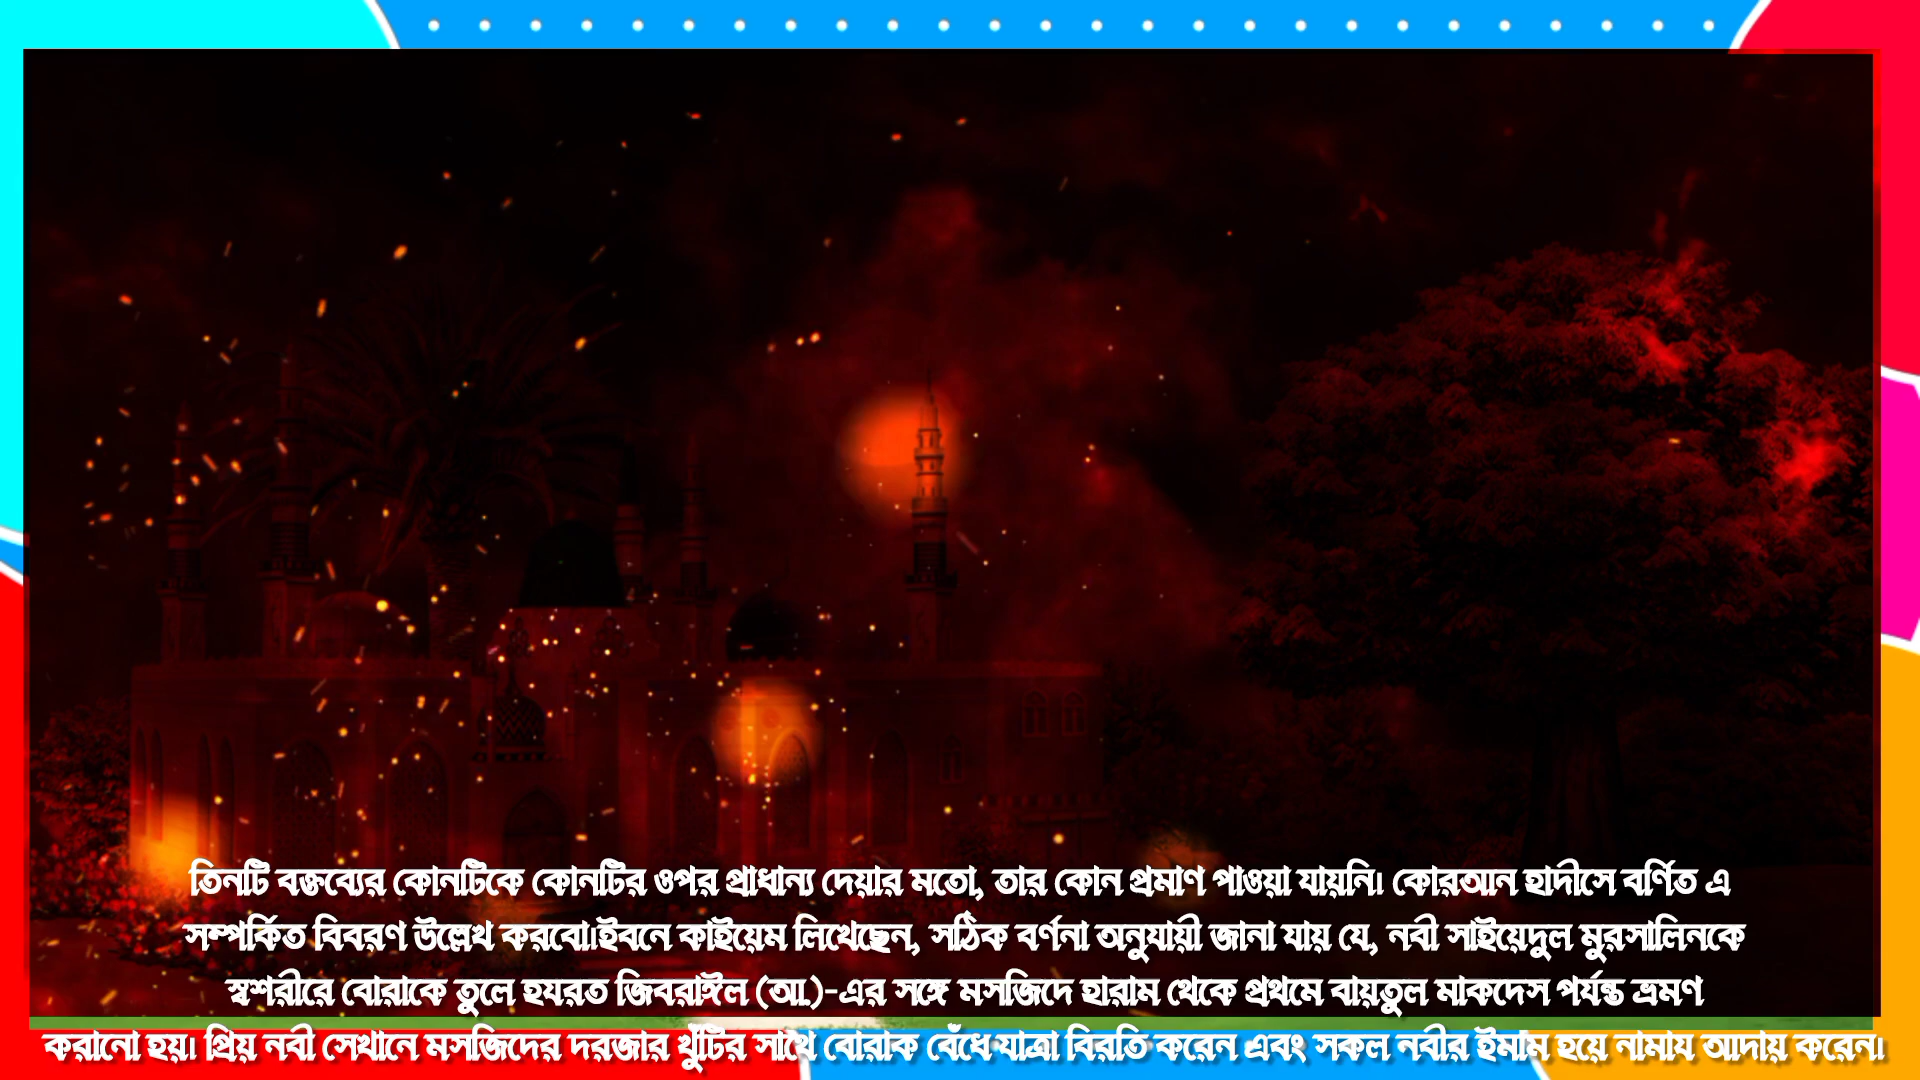 তিনটি বক্তব্যের কোনটিকে কোনটির ওপর প্রাধান্য দেয়ার মতো, তার কোন প্রমাণ পাওয়া যায়নি। কোরআন হাদীসে বর্ণিত এ
সম্পর্কিত বিবরণ উল্লেখ করবো।ইবনে কাইয়েম লিখেছেন, সঠিক বর্ণনা অনুযায়ী জানা যায় যে, নবী সাইয়েদুল মুরসালিনকে
স্বশরীরে বোরাকে তুলে হযরত জিবরাঈল (আ.)-এর সঙ্গে মসজিদে হারাম থেকে প্রথমে বায়তুল মাকদেস পর্যন্ত ভ্রমণ
করানো হয়। প্রিয় নবী সেখানে মসজিদের দরজার খুঁটির সাথে বোরাক বেঁধে যাত্রা বিরতি করেন এবং সকল নবীর ইমাম হয়ে নামায আদায় করেন।